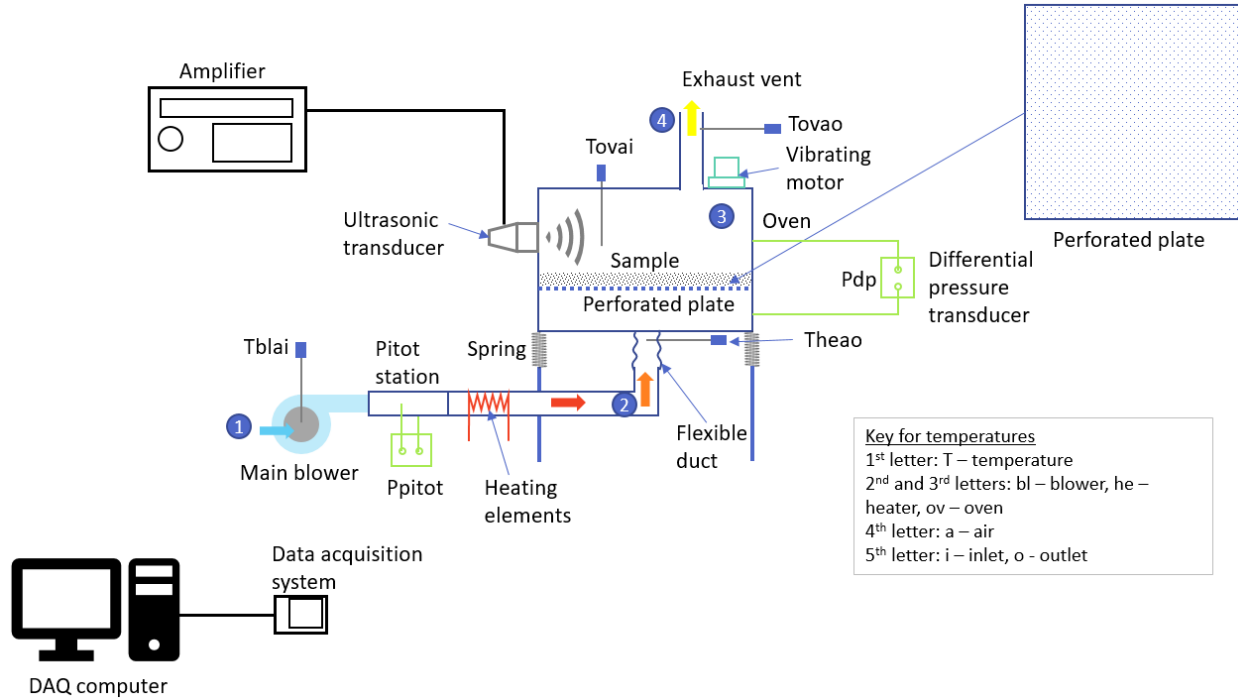 Amplifier
Exhaust vent
4
Tovao
Tovai
Vibrating
motor
3
Oven
Ultrasonic
transducer
Perforated plate
Sample
Pdp
Differential
pressure
transducer
Perforated plate
Theao
Tblai
Pitot
station
Spring
1
2
Flexible
duct
Main blower
Ppitot
Heating
elements
Key for temperatures
1st letter: T – temperature
2nd and 3rd letters: bl – blower, he –
heater, ov – oven
4th letter: a – air
5th letter: i – inlet, o - outlet
Data acquisition
system
DAQ computer